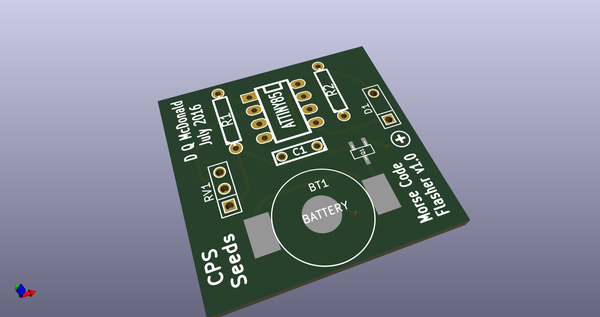 D Q McDonald
July 2016
R1
ATTINY85
R2
D1
C1
RV1
BT1
BATTERY
Morse Code
Flasher v1.0
CPS
Seeds